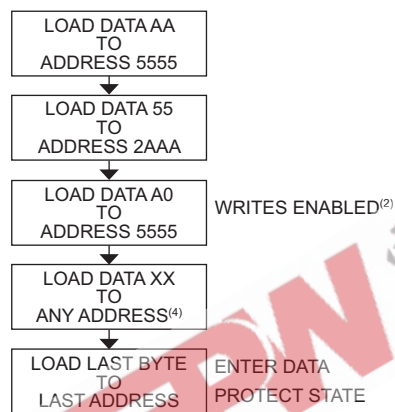 LOAD DATA AA
TO
ADDRESS 5555
LOAD DATA 55
TO
ADDRESS 2AAA
LOAD DATA A0
TO
ADDRESS 5555
WRITES ENABLED(2)
LOAD DATA XX
TO
ANY ADDRESS(4)
LOAD LAST BYTE
TO
LAST ADDRESS
ENTER DATA
PROTECT STATE